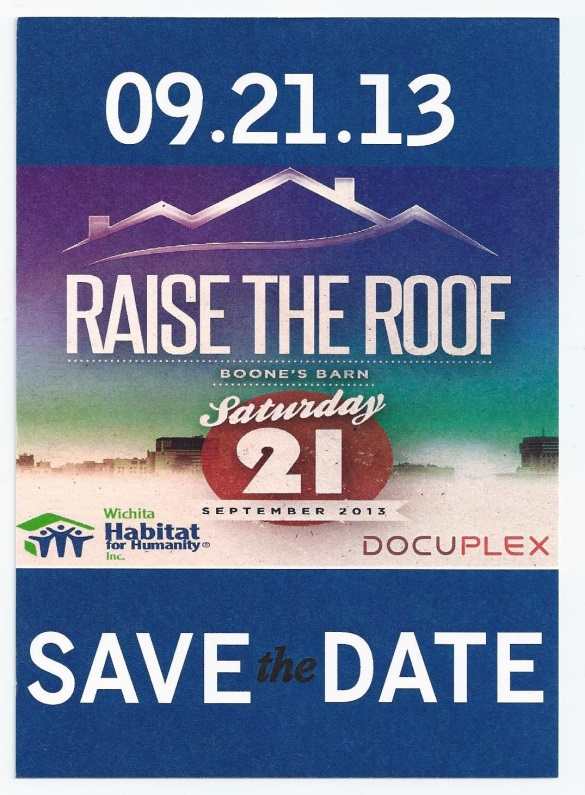 09.21.13
RAISE THE ROOF
BOONE'S BARN
Saturday
21
SEPTEMBER 2013
Wichita
Habitat
for Humanity®
Inc.
DOCUPLEX
SAVE the DATE